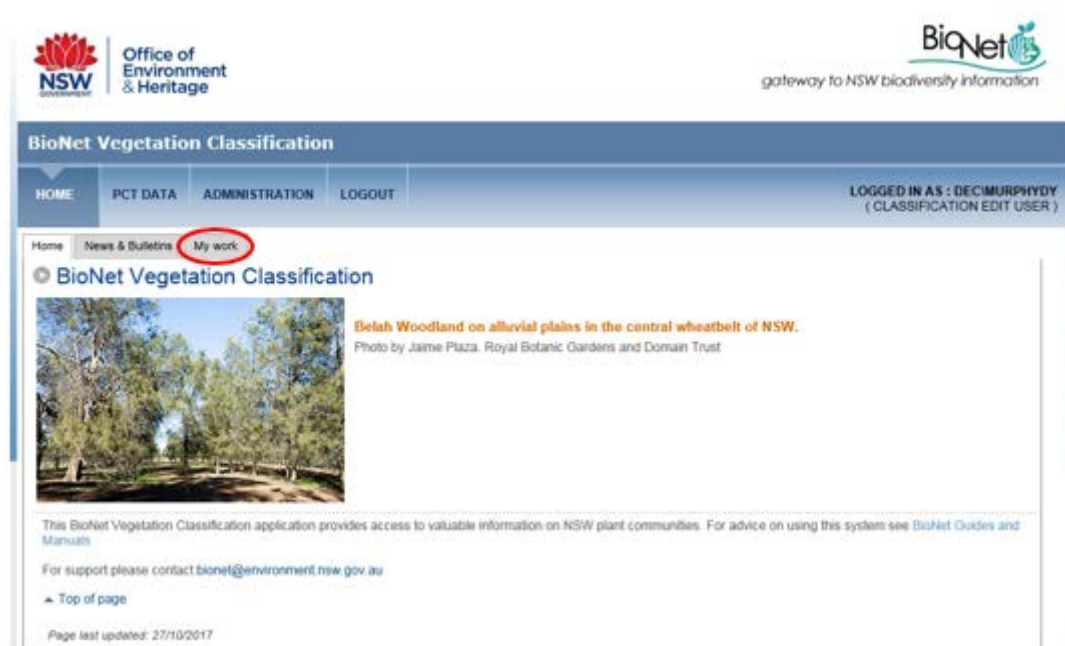 NSW
GOVERNMENT
Office of
Environment
& Heritage
BioNet
gateway to NSW biodiversity information
BioNet Vegetation Classification
HOME PCT DATA ADMINISTRATION LOGOUT
LOGGED IN AS : DEC\MURPHYDY
( CLASSIFICATION EDIT USER )
Home News & Bulletins My work
BioNet Vegetation Classification
Belah Woodland on alluvial plains in the central wheatbelt of NSW.
Photo by Jaime Plaza. Royal Botanic Gardens and Domain Trust
This BioNet Vegetation Classification application provides access to valuable information on NSW plant communities. For advice on using this system see BioNet Guides and
Manuals
For support please contact bionet@environment.nsw.gov.au
Top of page
Page last updated: 27/10/2017